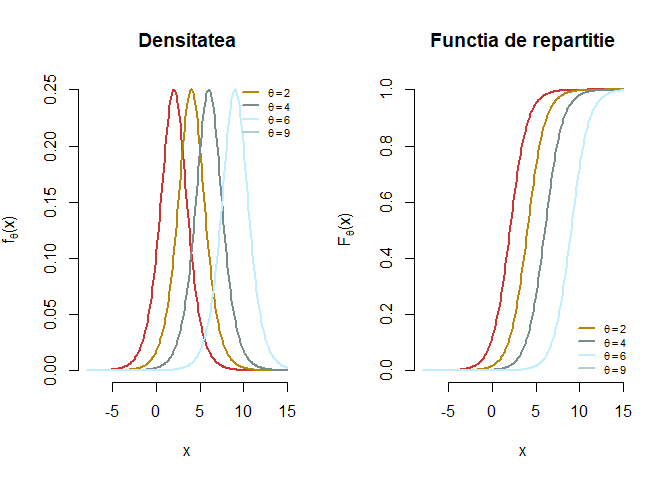 Densitatea
f_θ(x)
0.25
0.20
0.15
0.10
0.05
0.00
-5 0 5 10 15
x
θ = 2
θ = 4
θ = 6
θ = 9
Functia de repartitie
F_θ(x)
1.0
0.8
0.6
0.4
0.2
0.0
-5 0 5 10 15
x
θ = 2
θ = 4
θ = 6
θ = 9